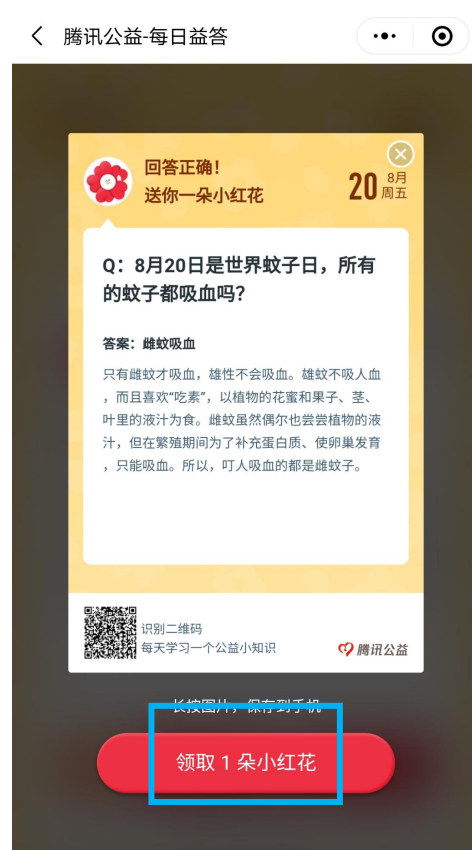 腾讯公益-每日益答
回答正确！
送你一朵小红花
20
8月
周五
Q：8月20日是世界蚊子日，所有
的蚊子都吸血吗？
答案：雌蚊吸血
只有雌蚊才吸血，雄性不会吸血。雄蚊不吸人血
，而且喜欢“吃素”，以植物的花蜜和果子、茎、
叶里的液汁为食。雌蚊虽然偶尔也尝尝植物的液
汁，但在繁殖期间为了补充蛋白质、使卵巢发育
，只能吸血。所以，叮人吸血的都是雌蚊子。
识别二维码
每天学习一个公益小知识
腾讯公益
长按图片，保存到手机
领取 1 朵小红花